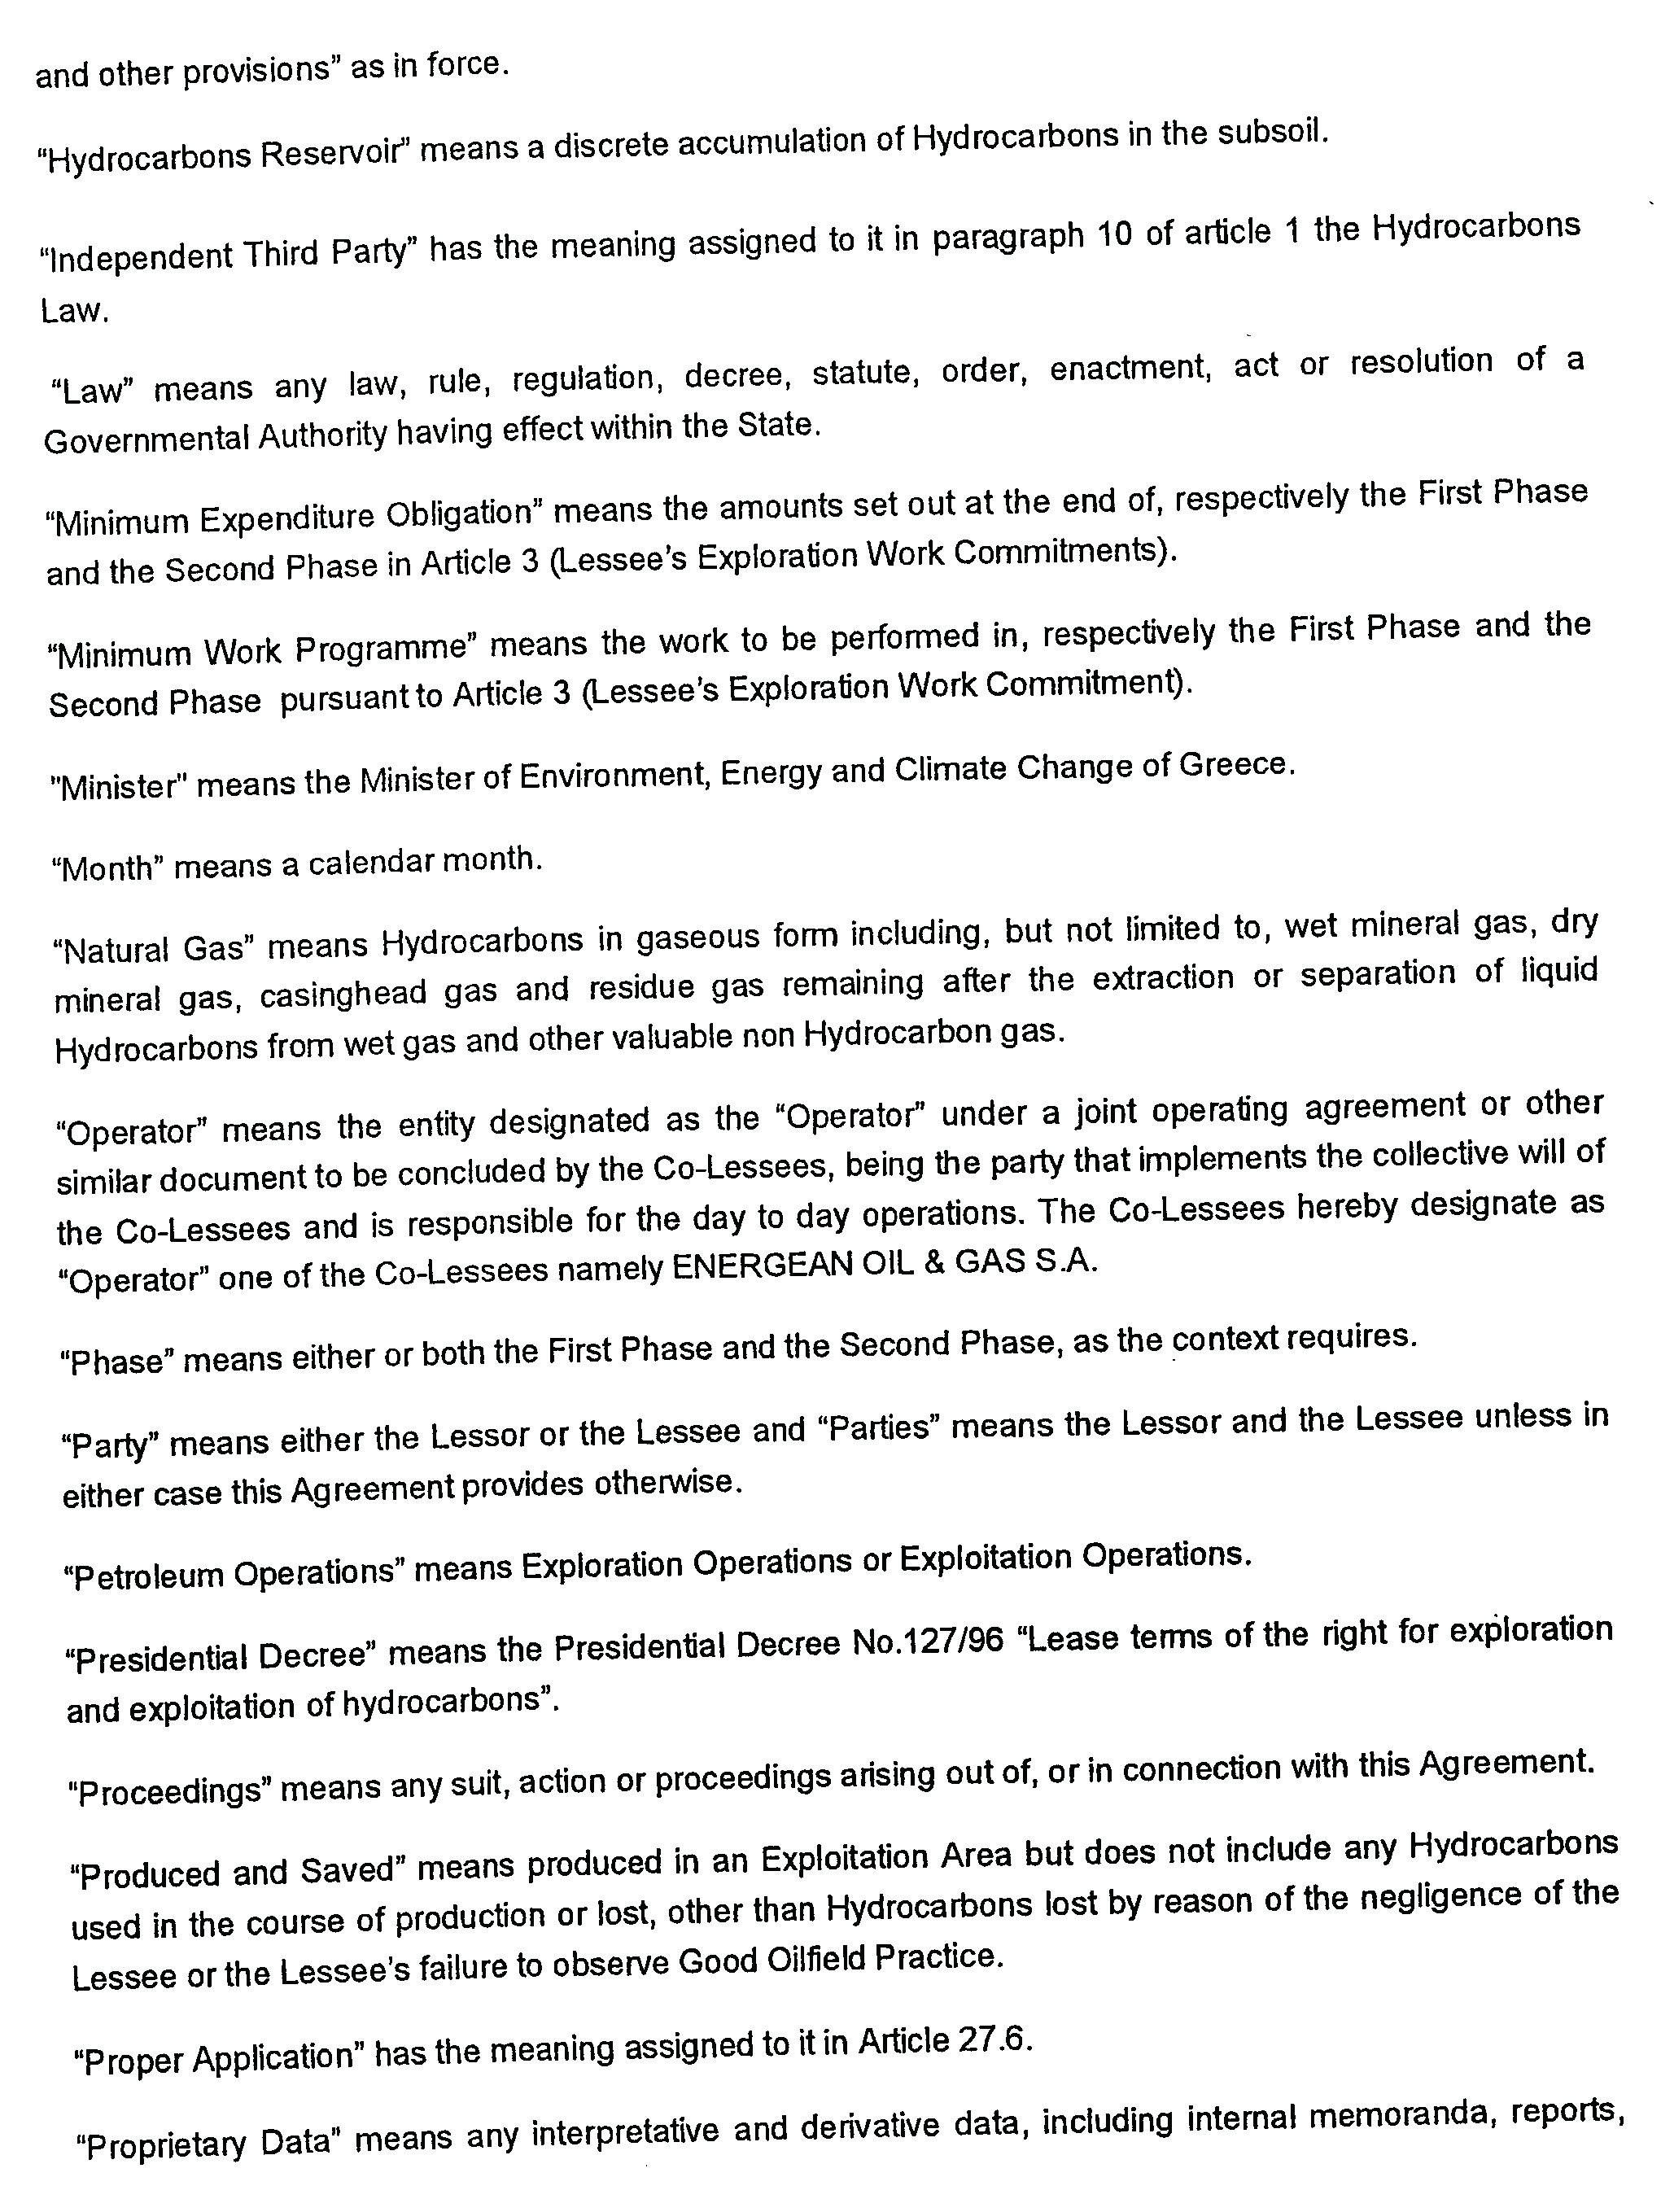 and other provisions” as in force.
“Hydrocarbons Reservoir” means a discrete accumulation of Hydrocarbons in the subsoil.
“Independent Third Party” has the meaning assigned to it in paragraph 10 of article 1 the Hydrocarbons
Law.
“Law” means any law, rule, regulation, decree, statute, order, enactment, act or resolution of a
Governmental Authority having effect within the State.
“Minimum Expenditure Obligation” means the amounts set out at the end of, respectively the First Phase
and the Second Phase in Article 3 (Lessee’s Exploration Work Commitments).
“Minimum Work Programme” means the work to be performed in, respectively the First Phase and the
Second Phase pursuant to Article 3 (Lessee’s Exploration Work Commitment).
"Minister" means the Minister of Environment, Energy and Climate Change of Greece.
“Month” means a calendar month.
“Natural Gas” means Hydrocarbons in gaseous form including, but not limited to, wet mineral gas, dry
mineral gas, casinghead gas and residue gas remaining after the extraction or separation of liquid
Hydrocarbons from wet gas and other valuable non Hydrocarbon gas.
“Operator” means the entity designated as the “Operator” under a joint operating agreement or other
similar document to be concluded by the Co-Lessees, being the party that implements the collective will of
the Co-Lessees and is responsible for the day to day operations. The Co-Lessees hereby designate as
“Operator” one of the Co-Lessees namely ENERGEAN OIL & GAS S.A.
“Phase” means either or both the First Phase and the Second Phase, as the context requires.
“Party” means either the Lessor or the Lessee and “Parties” means the Lessor and the Lessee unless in
either case this Agreement provides otherwise.
“Petroleum Operations” means Exploration Operations or Exploitation Operations.
“Presidential Decree” means the Presidential Decree No.127/96 “Lease terms of the right for exploration
and exploitation of hydrocarbons”.
“Proceedings” means any suit, action or proceedings arising out of, or in connection with this Agreement.
“Produced and Saved” means produced in an Exploitation Area but does not include any Hydrocarbons
used in the course of production or lost, other than Hydrocarbons lost by reason of the negligence of the
Lessee or the Lessee’s failure to observe Good Oilfield Practice.
“Proper Application” has the meaning assigned to it in Article 27.6.
“Proprietary Data” means any interpretative and derivative data, including internal memoranda, reports,